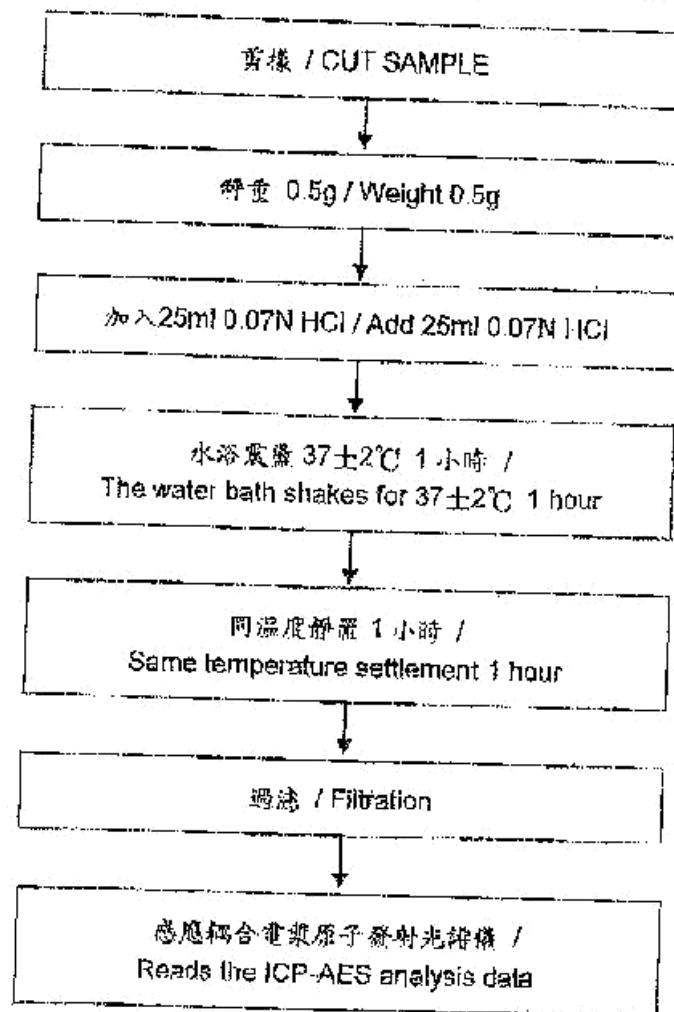 剪樣 / CUT SAMPLE
秤重 0.5g / Weight 0.5g
加入25ml 0.07N HCl / Add 25ml 0.07N HCl
水浴震盪 37±2℃ 1 小時 /
The water bath shakes for 37±2℃ 1 hour
同溫度靜置 1 小時 /
Same temperature settlement 1 hour
過濾 / Filtration
感應耦合電漿原子發射光譜儀 /
Reads the ICP-AES analysis data